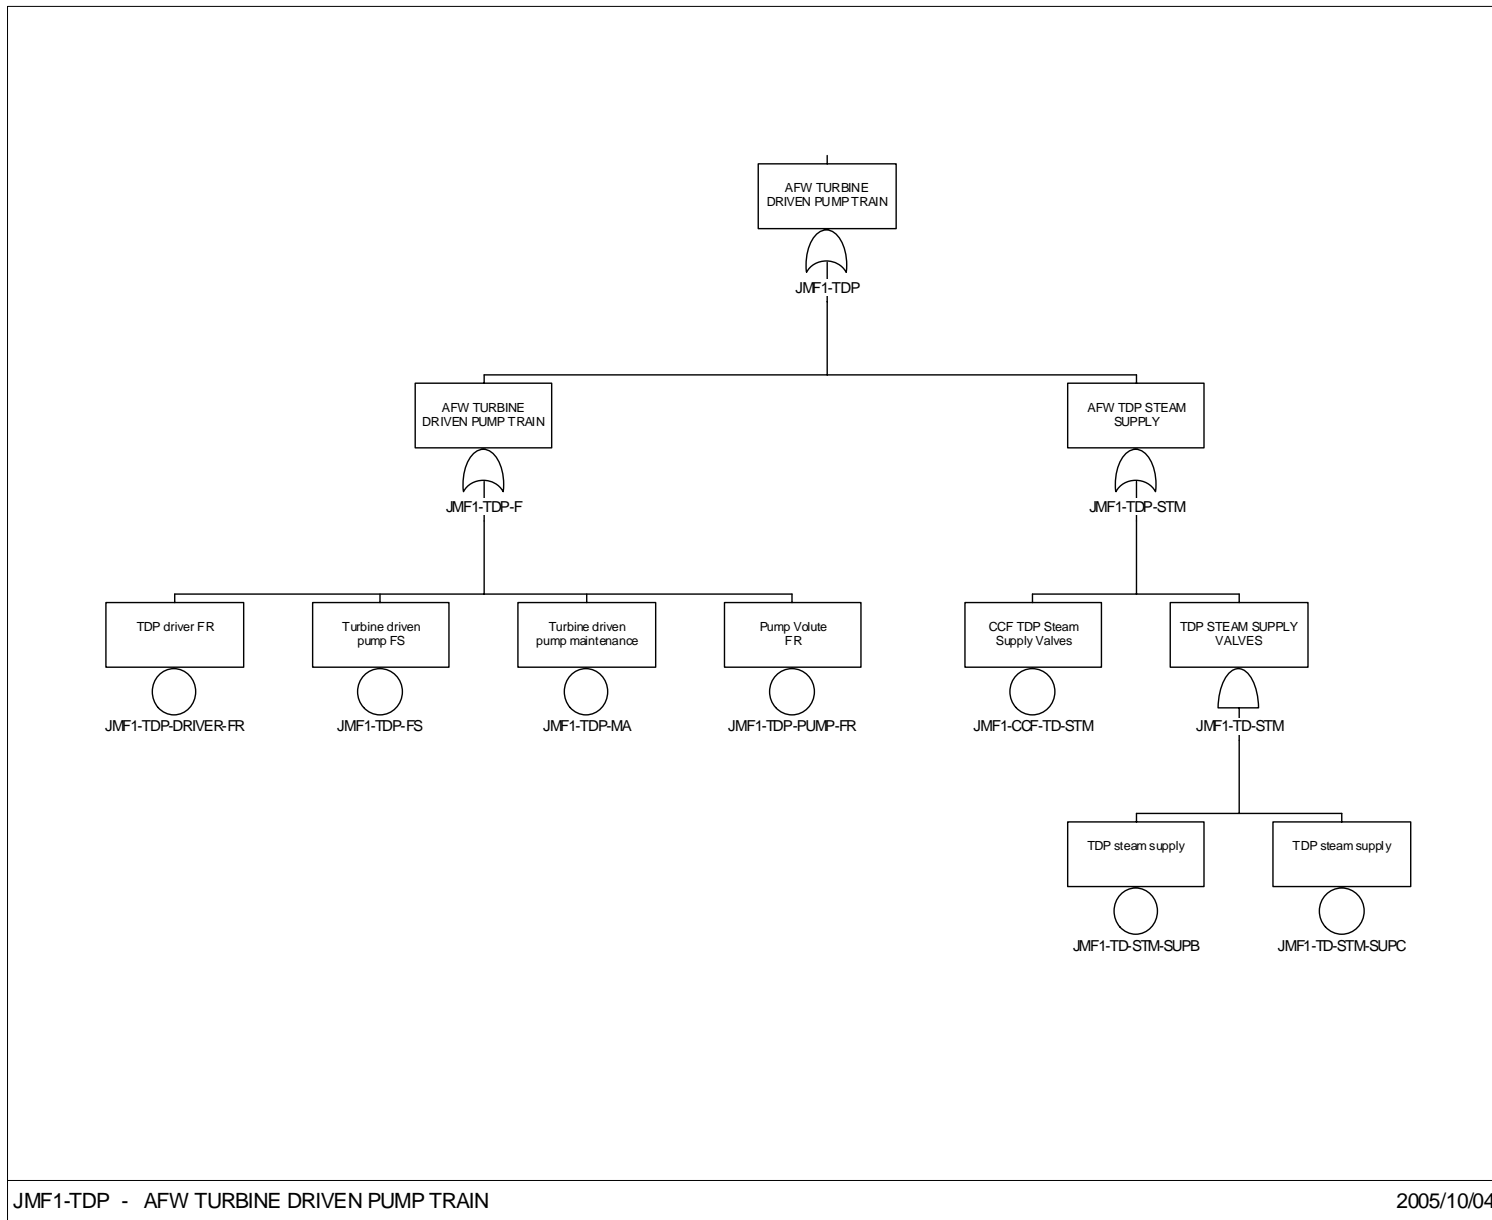 AFW TURBINE
DRIVEN PUMP TRAIN
JMF1-TDP
AFW TURBINE
DRIVEN PUMP TRAIN
JMF1-TDP-F
AFW TDP STEAM
SUPPLY
JMF1-TDP-STM
TDP driver FR
JMF1-TDP-DRIVER-FR
Turbine driven
pump FS
JMF1-TDP-FS
Turbine driven
pump maintenance
JMF1-TDP-MA
Pump Volute
FR
JMF1-TDP-PUMP-FR
CCF TDP Steam
Supply Valves
JMF1-CCF-TD-STM
TDP STEAM SUPPLY
VALVES
JMF1-TD-STM
TDP steam supply
JMF1-TD-STM-SUPB
TDP steam supply
JMF1-TD-STM-SUPC
JMF1-TDP - AFW TURBINE DRIVEN PUMP TRAIN
2005/10/04